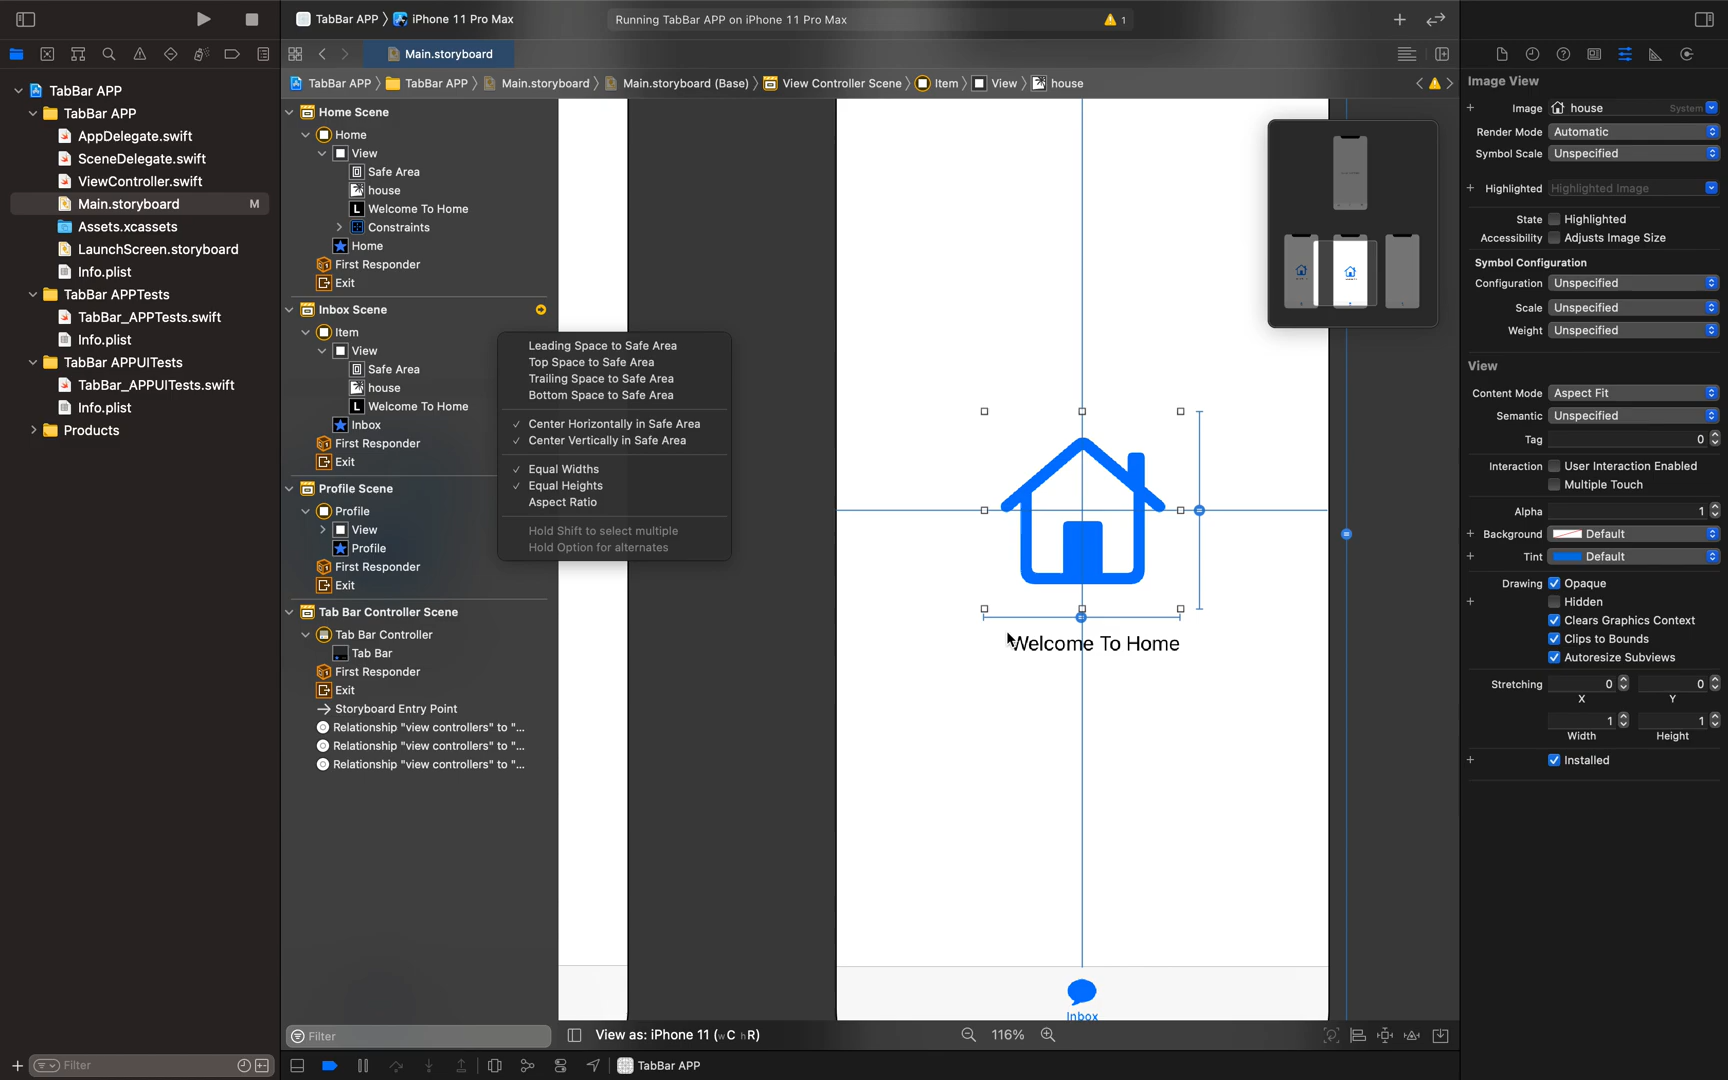 TabBar APP
iPhone 11 Pro Max
Running TabBar APP on iPhone 11 Pro Max
1
Main.storyboard
TabBar APP
TabBar APP
Main.storyboard
Main.storyboard (Base)
View Controller Scene
Item
View
house
TabBar APP
TabBar APP
AppDelegate.swift
SceneDelegate.swift
ViewController.swift
Main.storyboard
M
Assets.xcassets
LaunchScreen.storyboard
Info.plist
TabBar APPTests
TabBar_APPTests.swift
Info.plist
TabBar APPUITests
TabBar_APPUITests.swift
Info.plist
Products
Filter
Home Scene
Home
View
Safe Area
house
L Welcome To Home
Constraints
Home
First Responder
Exit
Inbox Scene
Item
View
Safe Area
house
L Welcome To Home
Inbox
First Responder
Exit
Profile Scene
Profile
View
Profile
First Responder
Exit
Tab Bar Controller Scene
Tab Bar Controller
Tab Bar
First Responder
Exit
Storyboard Entry Point
Relationship "view controllers" to "...
Relationship "view controllers" to "...
Relationship "view controllers" to "...
Filter
Leading Space to Safe Area
Top Space to Safe Area
Trailing Space to Safe Area
Bottom Space to Safe Area
Center Horizontally in Safe Area
Center Vertically in Safe Area
Equal Widths
Equal Heights
Aspect Ratio
Hold Shift to select multiple
Hold Option for alternates
Welcome To Home
Inbox
View as: iPhone 11 (wC hR)
116%
TabBar APP
Image View
Image house System
Render Mode Automatic
Symbol Scale Unspecified
Highlighted Highlighted Image
State Highlighted
Accessibility Adjusts Image Size
Symbol Configuration
Configuration Unspecified
Scale Unspecified
Weight Unspecified
View
Content Mode Aspect Fit
Semantic Unspecified
Tag 0
Interaction User Interaction Enabled
Multiple Touch
Alpha 1
Background Default
Tint Default
Drawing Opaque
Hidden
Clears Graphics Context
Clips to Bounds
Autoresize Subviews
Stretching 0 0
X Y
1 1
Width Height
Installed